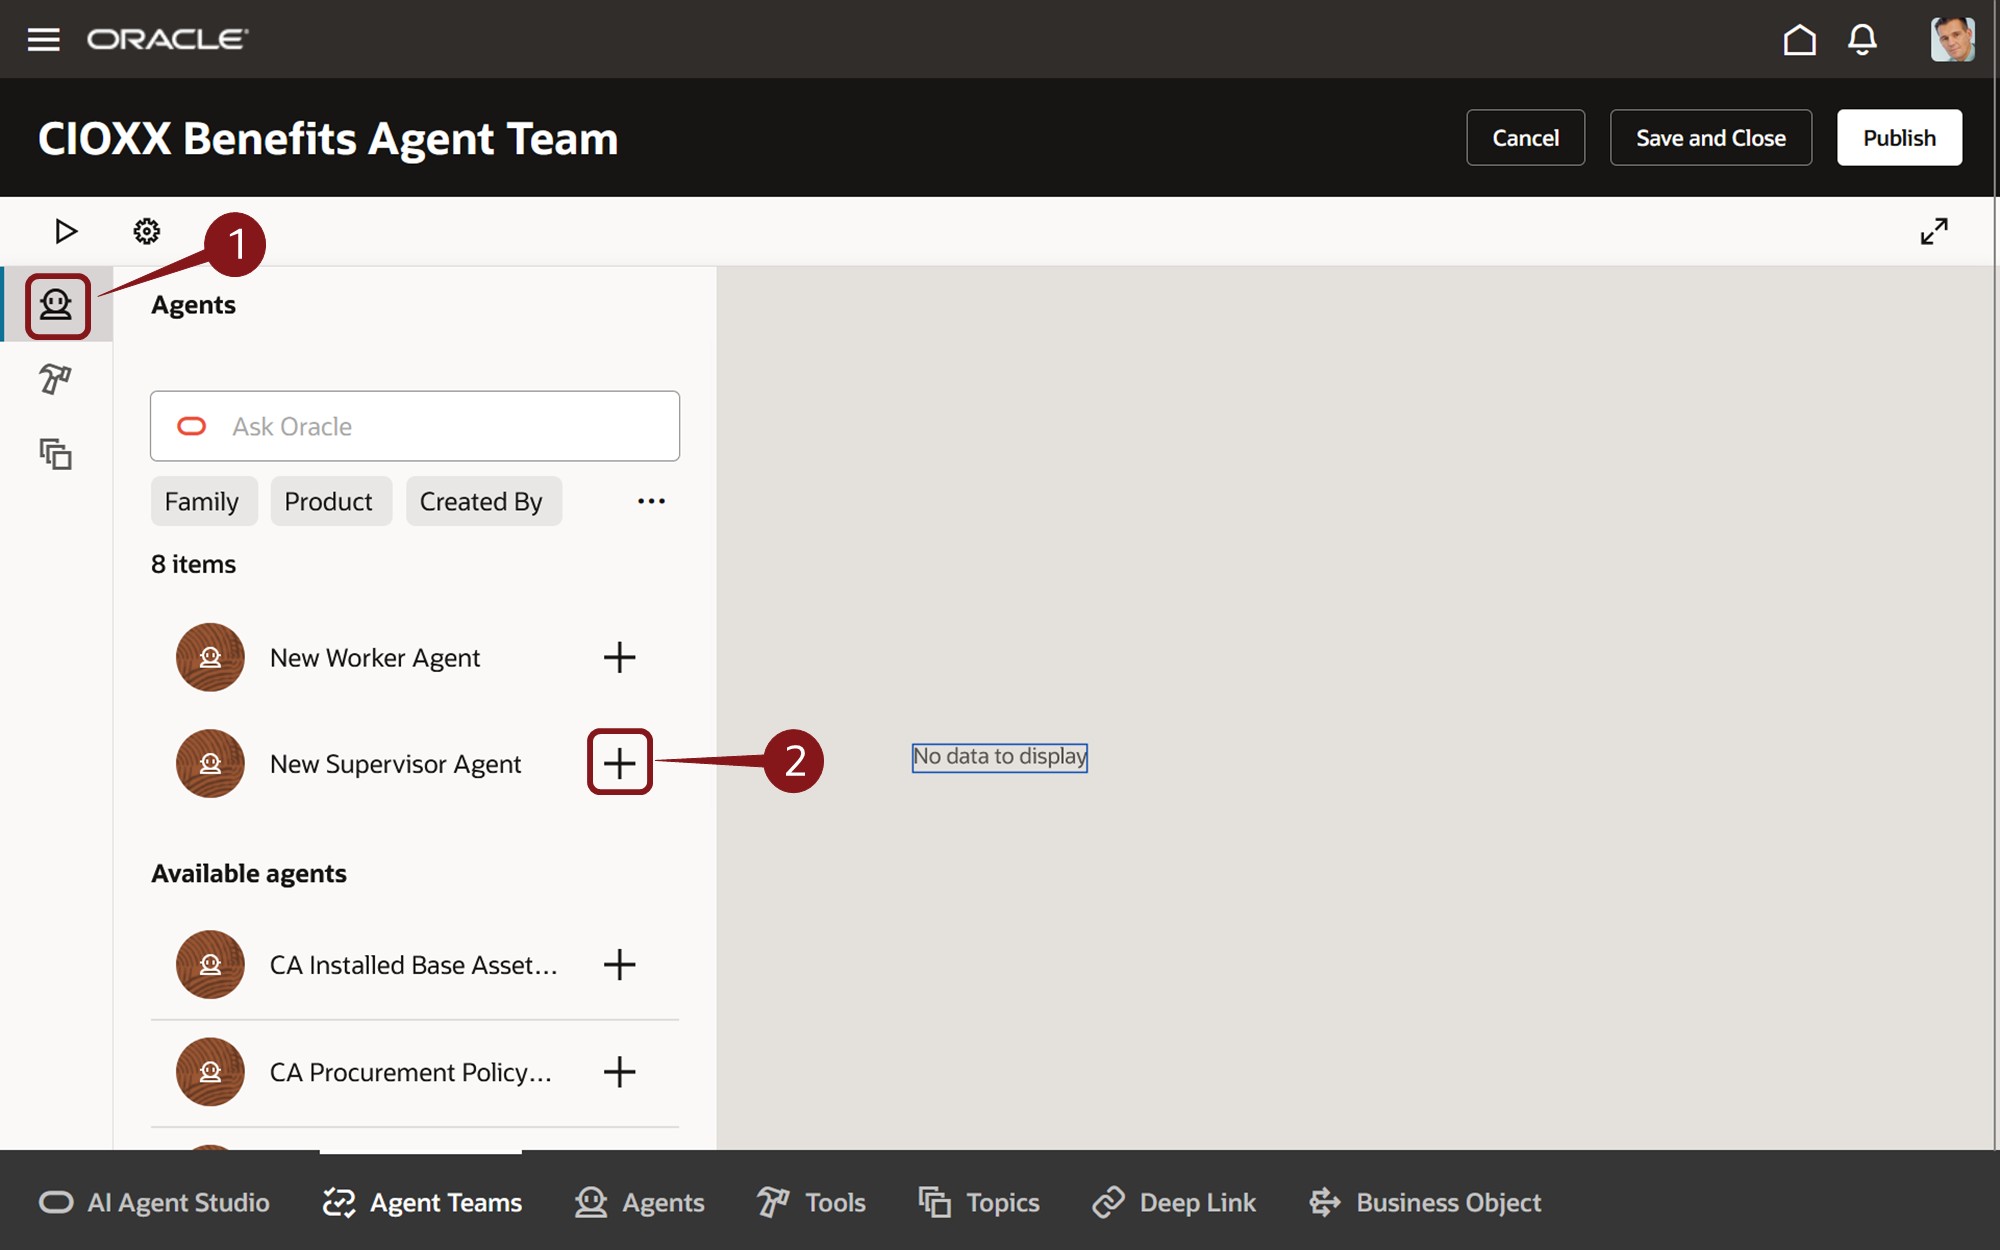 ORACLE
CIOXX Benefits Agent Team
Cancel
Save and Close
Publish
1
Agents
Ask Oracle
Family
Product
Created By
...
8 items
New Worker Agent
New Supervisor Agent
2
No data to display
Available agents
CA Installed Base Asset...
CA Procurement Policy...
AI Agent Studio
Agent Teams
Agents
Tools
Topics
Deep Link
Business Object